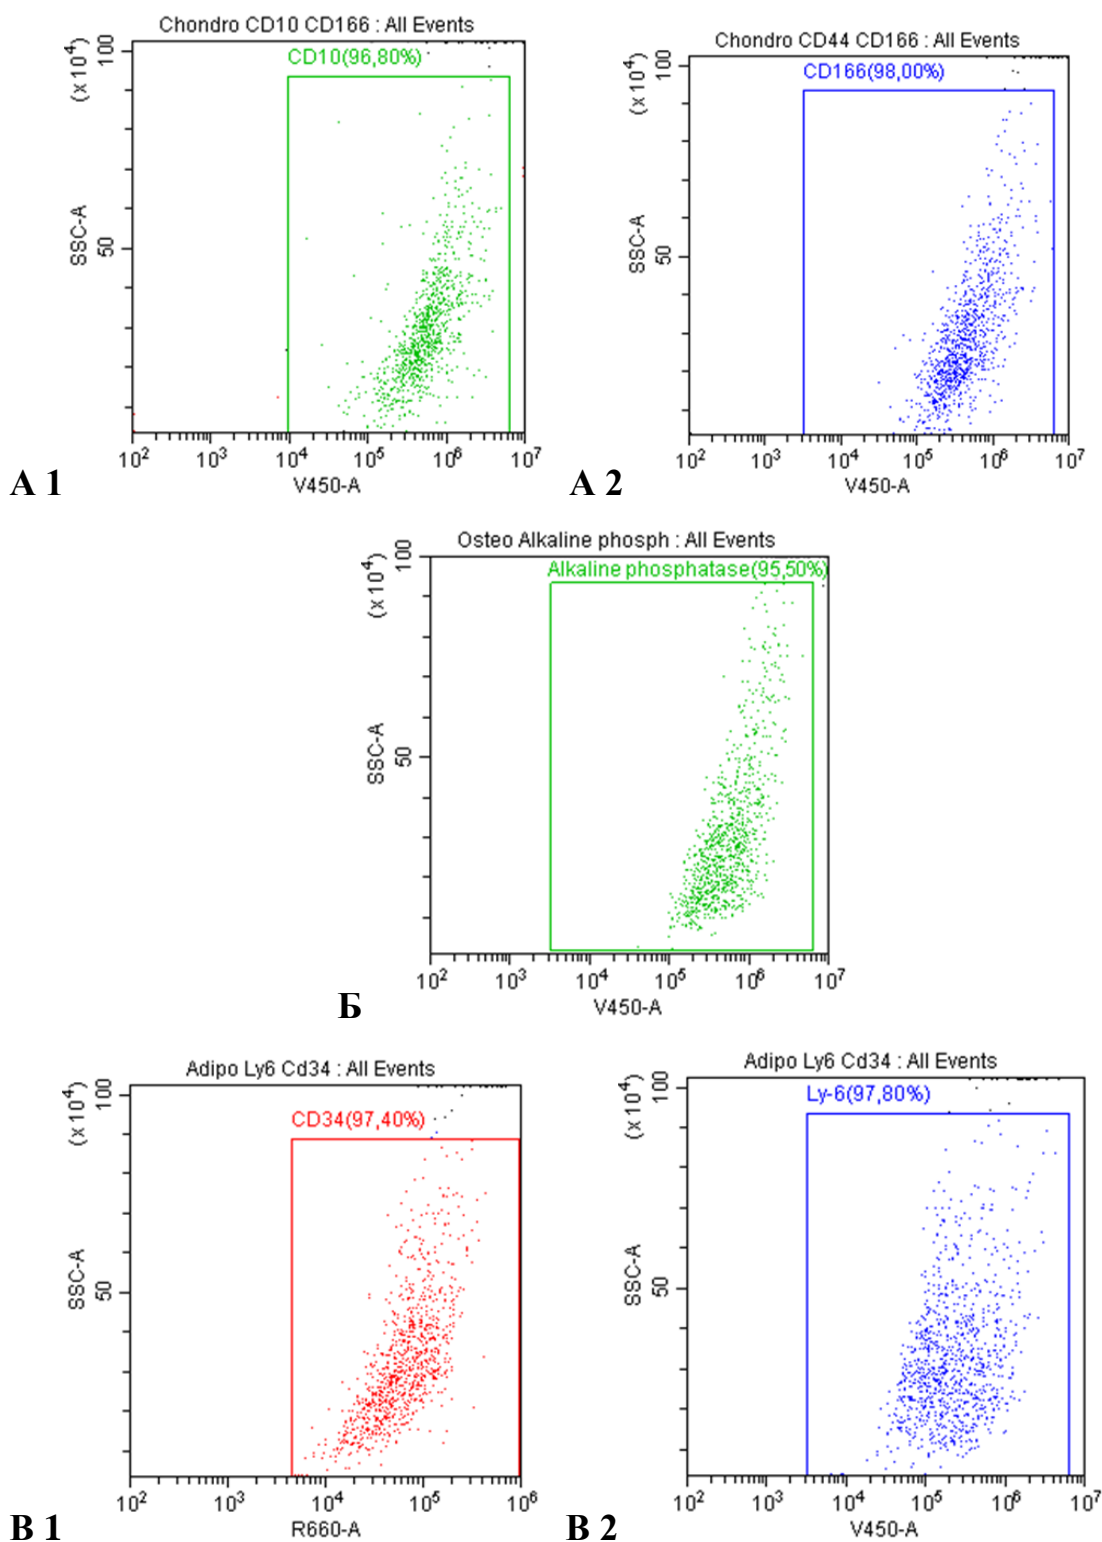 Chondro CD10 CD166 : All Events
CD10(96,80%)
(x10⁴)
100
50
SSC-A
10² 10³ 10⁴ 10⁵ 10⁶ 10⁷
V450-A
А 1
Chondro CD44 CD166 : All Events
CD166(98,00%)
(x10⁴)
100
50
SSC-A
10² 10³ 10⁴ 10⁵ 10⁶ 10⁷
V450-A
А 2
Osteo Alkaline phosph : All Events
Alkaline phosphatase(95,50%)
(x10⁴)
100
50
SSC-A
10² 10³ 10⁴ 10⁵ 10⁶ 10⁷
V450-A
Б
Adipo Ly6 Cd34 : All Events
CD34(97,40%)
(x10⁴)
100
50
SSC-A
10² 10³ 10⁴ 10⁵ 10⁶
R660-A
В 1
Adipo Ly6 Cd34 : All Events
Ly-6(97,80%)
(x10⁴)
100
50
SSC-A
10² 10³ 10⁴ 10⁵ 10⁶ 10⁷
V450-A
В 2